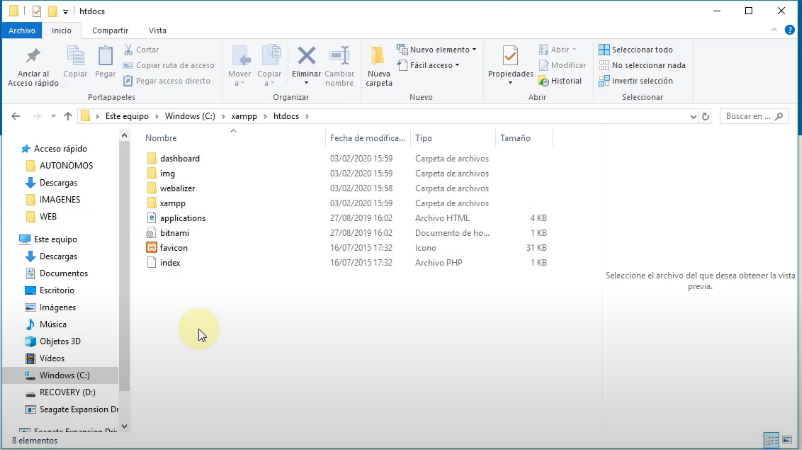 htdocs
Archivo Inicio Compartir Vista
Anclar al Acceso rápido
Copiar
Pegar
Cortar
Copiar ruta de acceso
Pegar acceso directo
Portapapeles
Mover a
Copiar a
Eliminar
Cambiar nombre
Organizar
Nueva carpeta
Nuevo elemento
Fácil acceso
Nuevo
Propiedades
Abrir
Modificar
Historial
Abrir
Seleccionar todo
No seleccionar nada
Invertir selección
Seleccionar
Este equipo > Windows (C:) > xampp > htdocs >
Buscar en ...
Acceso rápido
AUTONOMOS
Descargas
IMAGENES
WEB
Este equipo
Descargas
Documentos
Escritorio
Imágenes
Música
Objetos 3D
Vídeos
Windows (C:)
RECOVERY (D:)
Seagate Expansion Dr
Seagate Expansion Driv
Nombre Fecha de modifica... Tipo Tamaño
dashboard 03/02/2020 15:59 Carpeta de archivos
img 03/02/2020 15:59 Carpeta de archivos
webalizer 03/02/2020 15:58 Carpeta de archivos
xampp 03/02/2020 15:59 Carpeta de archivos
applications 27/08/2019 16:02 Archivo HTML 4 KB
bitnami 27/08/2019 16:02 Documento de ho... 1 KB
favicon 16/07/2015 17:32 Icono 31 KB
index 16/07/2015 17:32 Archivo PHP 1 KB
Seleccione el archivo del que desea obtener la vista
previa.
8 elementos